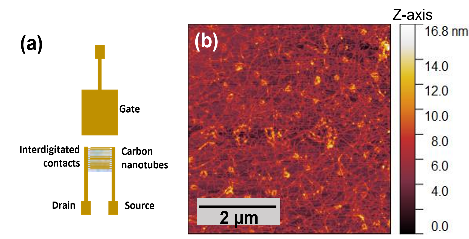 (a)
Gate
Interdigitated
contacts
Carbon
nanotubes
Drain
Source
(b)
2 µm
Z-axis
16.8 nm
14.0
12.0
10.0
8.0
6.0
4.0
2.0
0.0